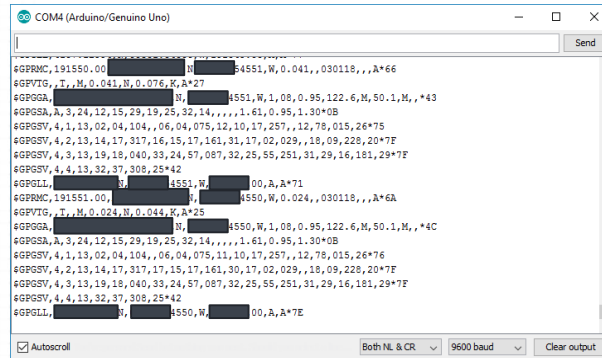 COM4 (Arduino/Genuino Uno)
Send
$GPRMC,191550.00 N 54551,W,0.041,,030118,,,A*66
$GPVTG,,T,,M,0.041,N,0.076,K,A*27
$GPGGA, N, 4551,W,1,08,0.95,122.6,M,50.1,M,,*43
$GPGSA,A,3,24,12,15,29,19,25,32,14,,,,,1.61,0.95,1.30*0B
$GPGSV,4,1,13,02,04,104,,06,04,075,12,10,17,257,,12,78,015,26*75
$GPGSV,4,2,13,14,17,317,16,15,17,161,31,17,02,029,,18,09,228,20*7F
$GPGSV,4,3,13,19,18,040,33,24,57,087,32,25,55,251,31,29,16,181,29*7F
$GPGSV,4,4,13,32,37,308,25*42
$GPGLL, N, 4551,W, 00,A,A*71
$GPRMC,191551.00, N, 4550,W,0.024,,030118,,,A*6A
$GPVTG,,T,,M,0.024,N,0.044,K,A*25
$GPGGA, N, 4550,W,1,08,0.95,122.6,M,50.1,M,,*4C
$GPGSA,A,3,24,12,15,29,19,25,32,14,,,,,1.61,0.95,1.30*0B
$GPGSV,4,1,13,02,04,104,,06,04,075,11,10,17,257,,12,78,015,26*76
$GPGSV,4,2,13,14,17,317,17,15,17,161,30,17,02,029,,18,09,228,20*7F
$GPGSV,4,3,13,19,18,040,33,24,57,087,32,25,55,251,31,29,16,181,29*7F
$GPGSV,4,4,13,32,37,308,25*42
$GPGLL, N, 4550,W, 00,A,A*7E
Autoscroll Both NL & CR 9600 baud Clear output